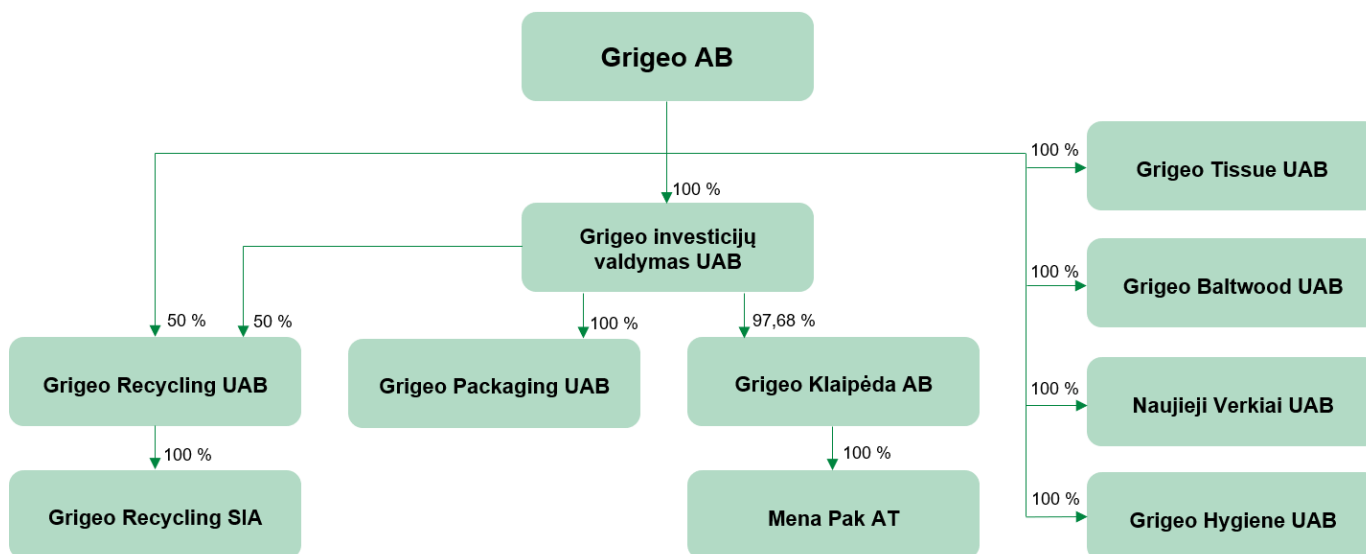 Grigeo AB
100 %
Grigeo Tissue UAB
100 %
Grigeo investicijų
valdymas UAB
100 %
Grigeo Baltwood UAB
50 %
50 %
100 %
97,68 %
Grigeo Recycling UAB
Grigeo Packaging UAB
Grigeo Klaipėda AB
100 %
Naujieji Verkiai UAB
100 %
100 %
Grigeo Recycling SIA
Mena Pak AT
100 %
Grigeo Hygiene UAB